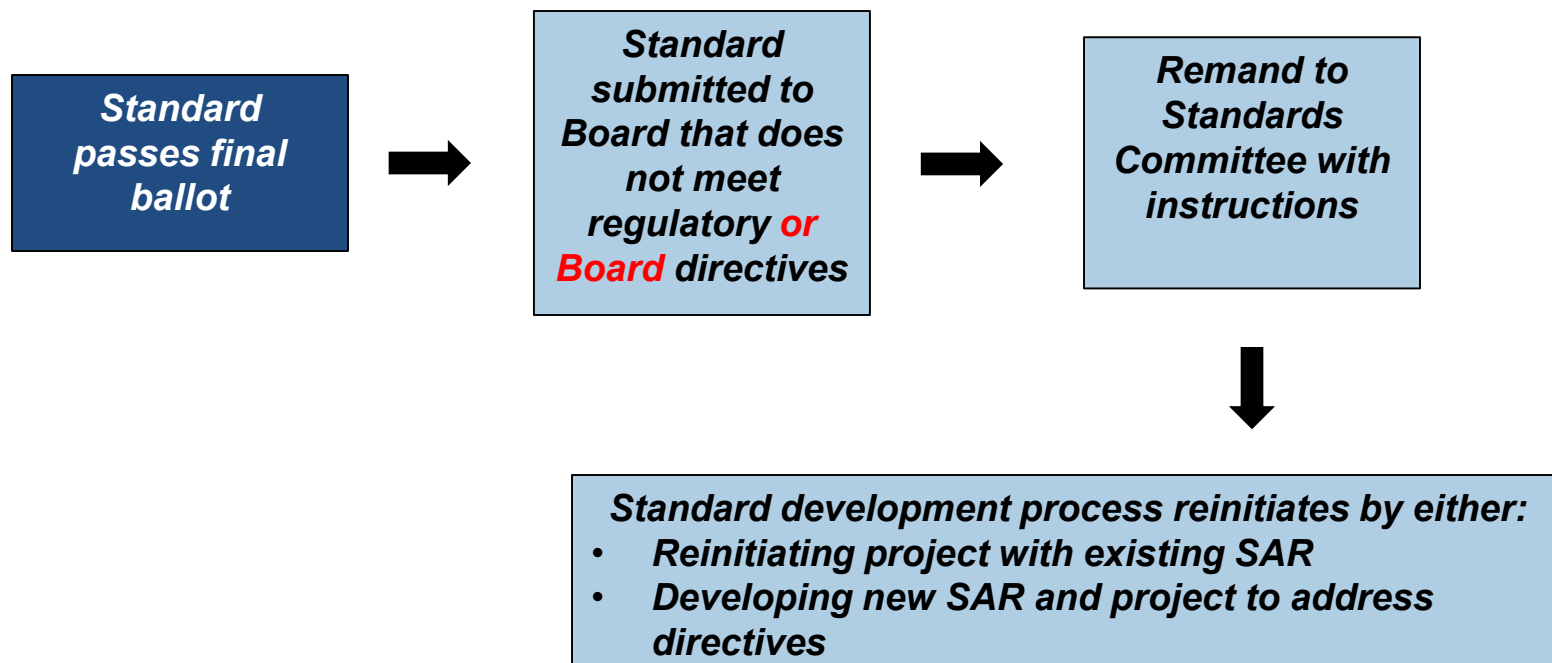 Standard
passes final
ballot
Standard
submitted to
Board that does
not meet
regulatory or
Board directives
Remand to
Standards
Committee with
instructions
Standard development process reinitiates by either:
• Reinitiating project with existing SAR
• Developing new SAR and project to address
directives